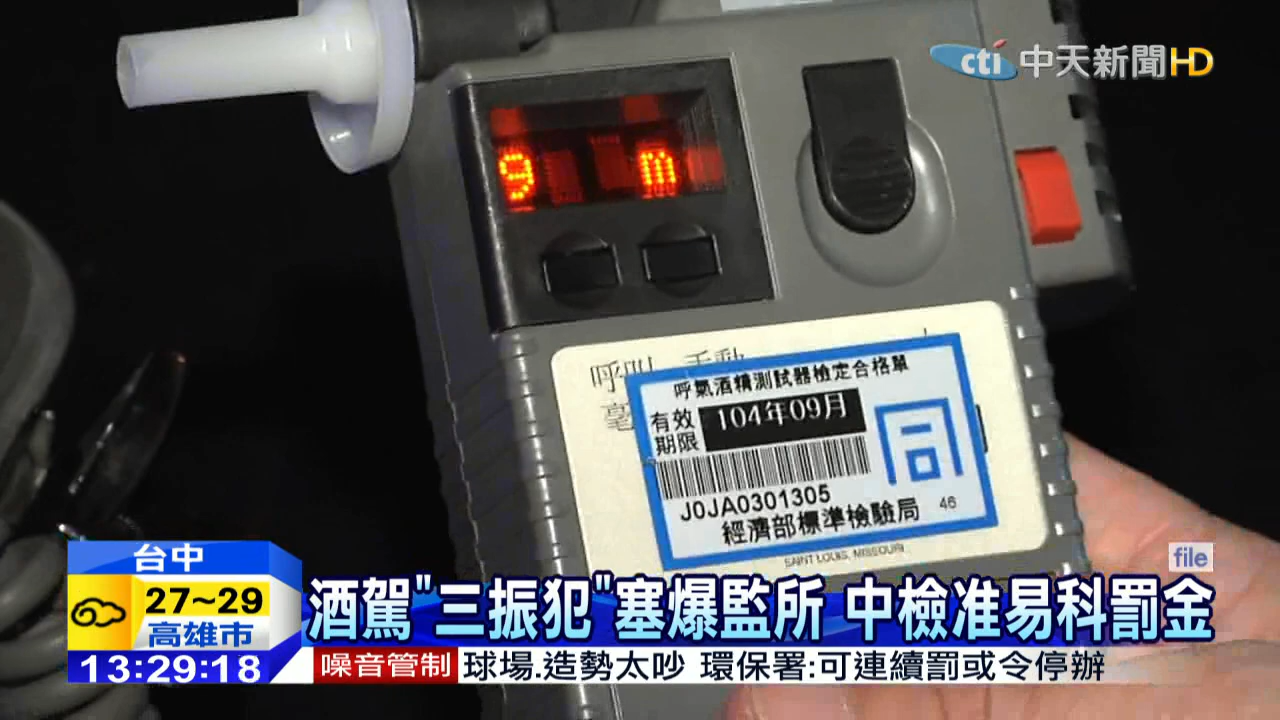 cti 中天新聞HD
9 m
呼氣酒精測試器檢定合格單
有效期限 104年09月
J0JA0301305
經濟部標準檢驗局 46
SAINT LOUIS, MISSOURI
file
台中
27~29
高雄市
13:29:18
酒駕"三振犯"塞爆監所 中檢准易科罰金
噪音管制 球場.造勢太吵 環保署:可連續罰或令停辦